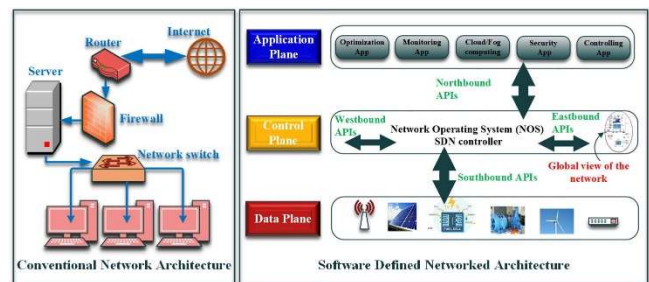 Router
Internet
Server
Firewall
Network switch
Conventional Network Architecture
Application
Plane
Optimization
App
Monitoring
App
Cloud/Fog
computing
Security
App
Controlling
App
Northbound
APIs
Control
Plane
Westbound
APIs
Network Operating System (NOS)
SDN controller
Eastbound
APIs
Global view of the
network
Southbound APIs
Data Plane
Software Defined Networked Architecture